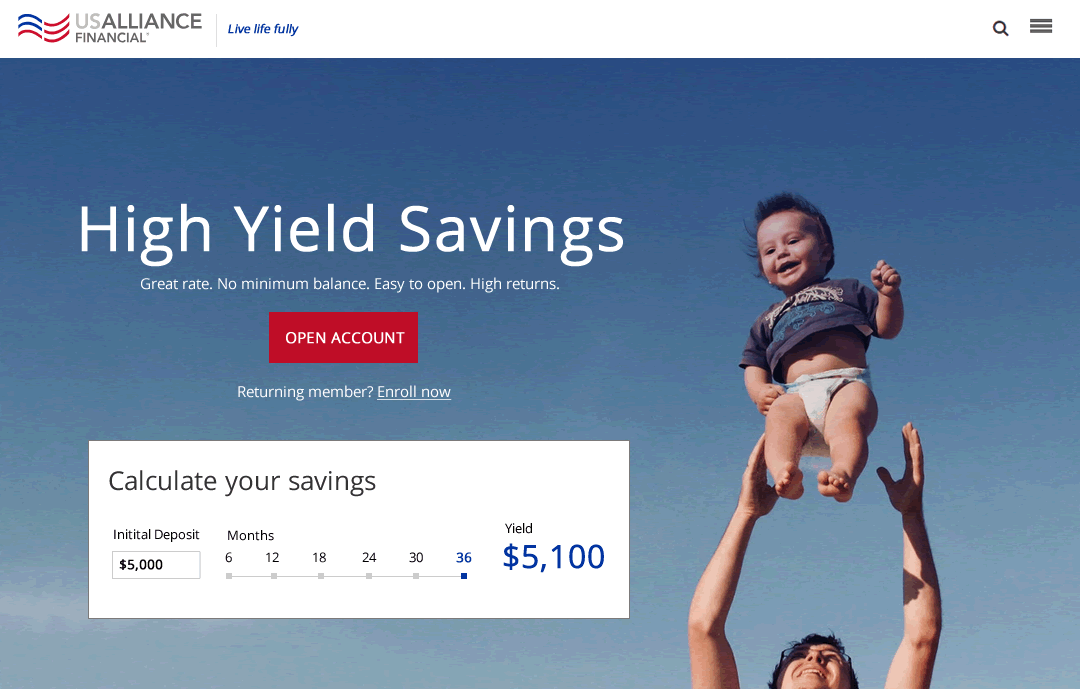 USALLIANCE
FINANCIAL
Live life fully
High Yield Savings
Great rate. No minimum balance. Easy to open. High returns.
OPEN ACCOUNT
Returning member? Enroll now
Calculate your savings
Initital Deposit
$5,000
Months
6 12 18 24 30 36
Yield
$5,100